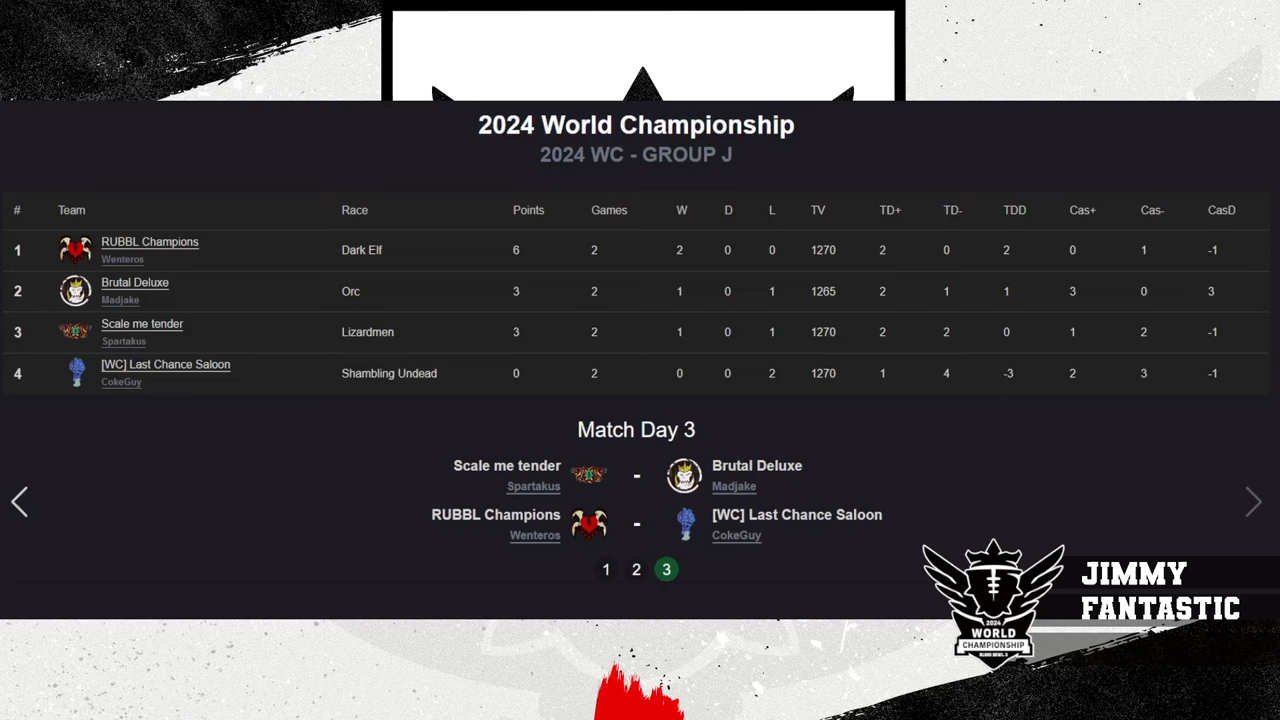 2024 World Championship
2024 WC - GROUP J
# Team Race Points Games W D L TV TD+ TD- TDD Cas+ Cas- CasD
1 RUBBL Champions Dark Elf 6 2 2 0 0 1270 2 0 2 0 1 -1
Wenteros
2 Brutal Deluxe Orc 3 2 1 0 1 1265 2 1 1 3 0 3
Madjake
3 Scale me tender Lizardmen 3 2 1 0 1 1270 2 2 0 1 2 -1
Spartakus
4 [WC] Last Chance Saloon Shambling Undead 0 2 0 0 2 1270 1 4 -3 2 3 -1
CokeGuy
Match Day 3
Scale me tender - Brutal Deluxe
Spartakus Madjake
RUBBL Champions - [WC] Last Chance Saloon
Wenteros CokeGuy
1 2 3
JIMMY
FANTASTIC
2024
WORLD
CHAMPIONSHIP
BLOOD BOWL 3